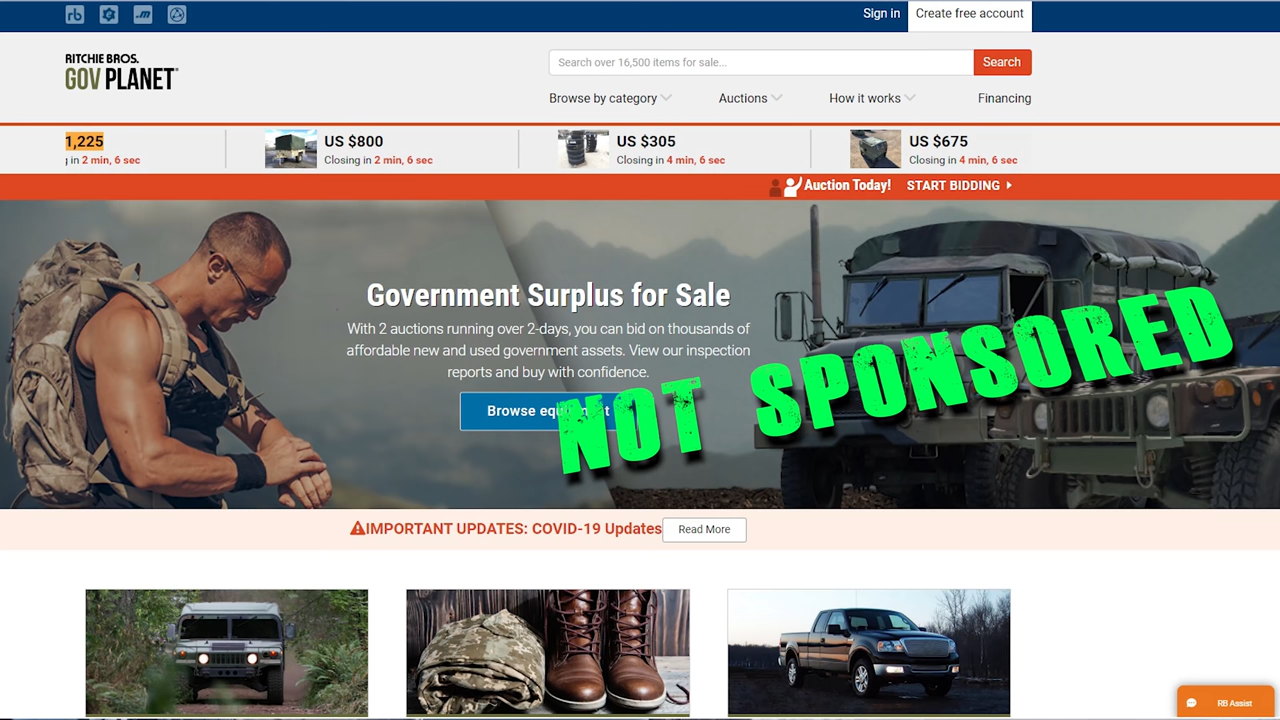 rb
.m
Sign in
Create free account
RITCHIE BROS.
GOV PLANET
Search over 16,500 items for sale...
Search
Browse by category
Auctions
How it works
Financing
1,225
in 2 min, 6 sec
US $800
Closing in 2 min, 6 sec
US $305
Closing in 4 min, 6 sec
US $675
Closing in 4 min, 6 sec
Auction Today!
START BIDDING
Government Surplus for Sale
With 2 auctions running over 2-days, you can bid on thousands of
affordable new and used government assets. View our inspection
reports and buy with confidence.
Browse
NOT SPONSORED
IMPORTANT UPDATES: COVID-19 Updates
Read More
RB Assist